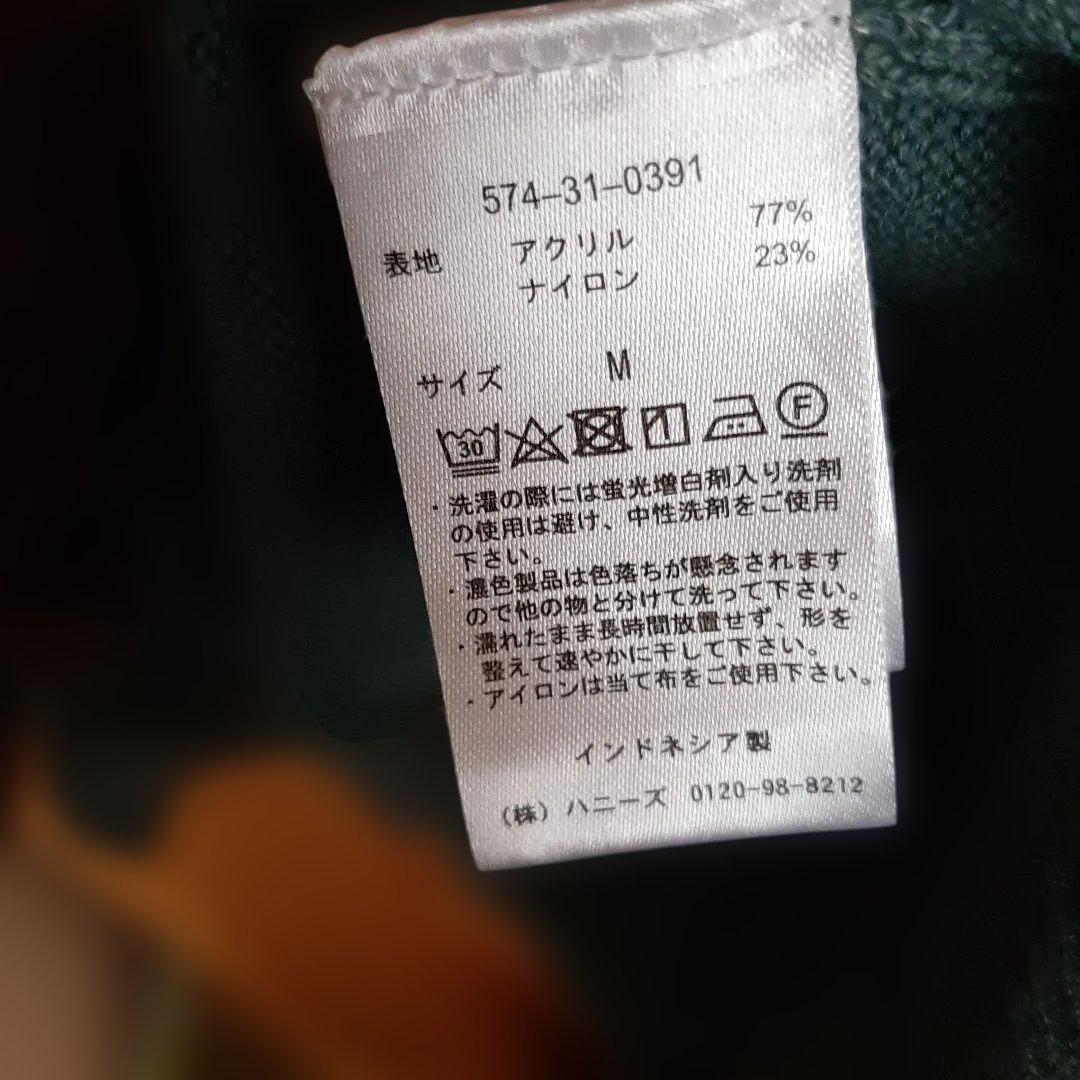 574-31-0391
表地 アクリル 77%
ナイロン 23%
サイズ M
30 F
・洗濯の際には蛍光増白剤入り洗剤
の使用は避け、中性洗剤をご使用
下さい。
・濃色製品は色落ちが懸念されます
ので他の物と分けて洗って下さい。
・濡れたまま長時間放置せず、形を
整えて速やかに干して下さい。
・アイロンは当て布をご使用下さい。
インドネシア製
(株) ハニーズ 0120-98-8212